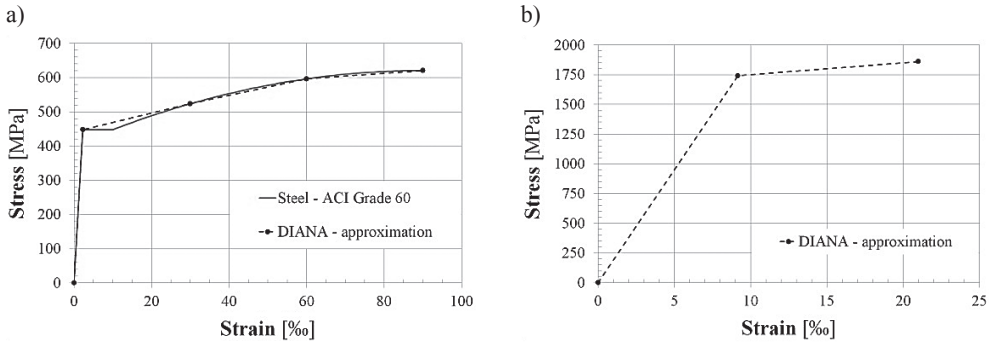 a)
700
600
500
400
300
200
100
0
Stress [MPa]
Steel - ACI Grade 60
DIANA - approximation
0 20 40 60 80 100
Strain [‰]
b)
2000
1750
1500
1250
1000
750
500
250
0
Stress [MPa]
DIANA - approximation
0 5 10 15 20 25
Strain [‰]